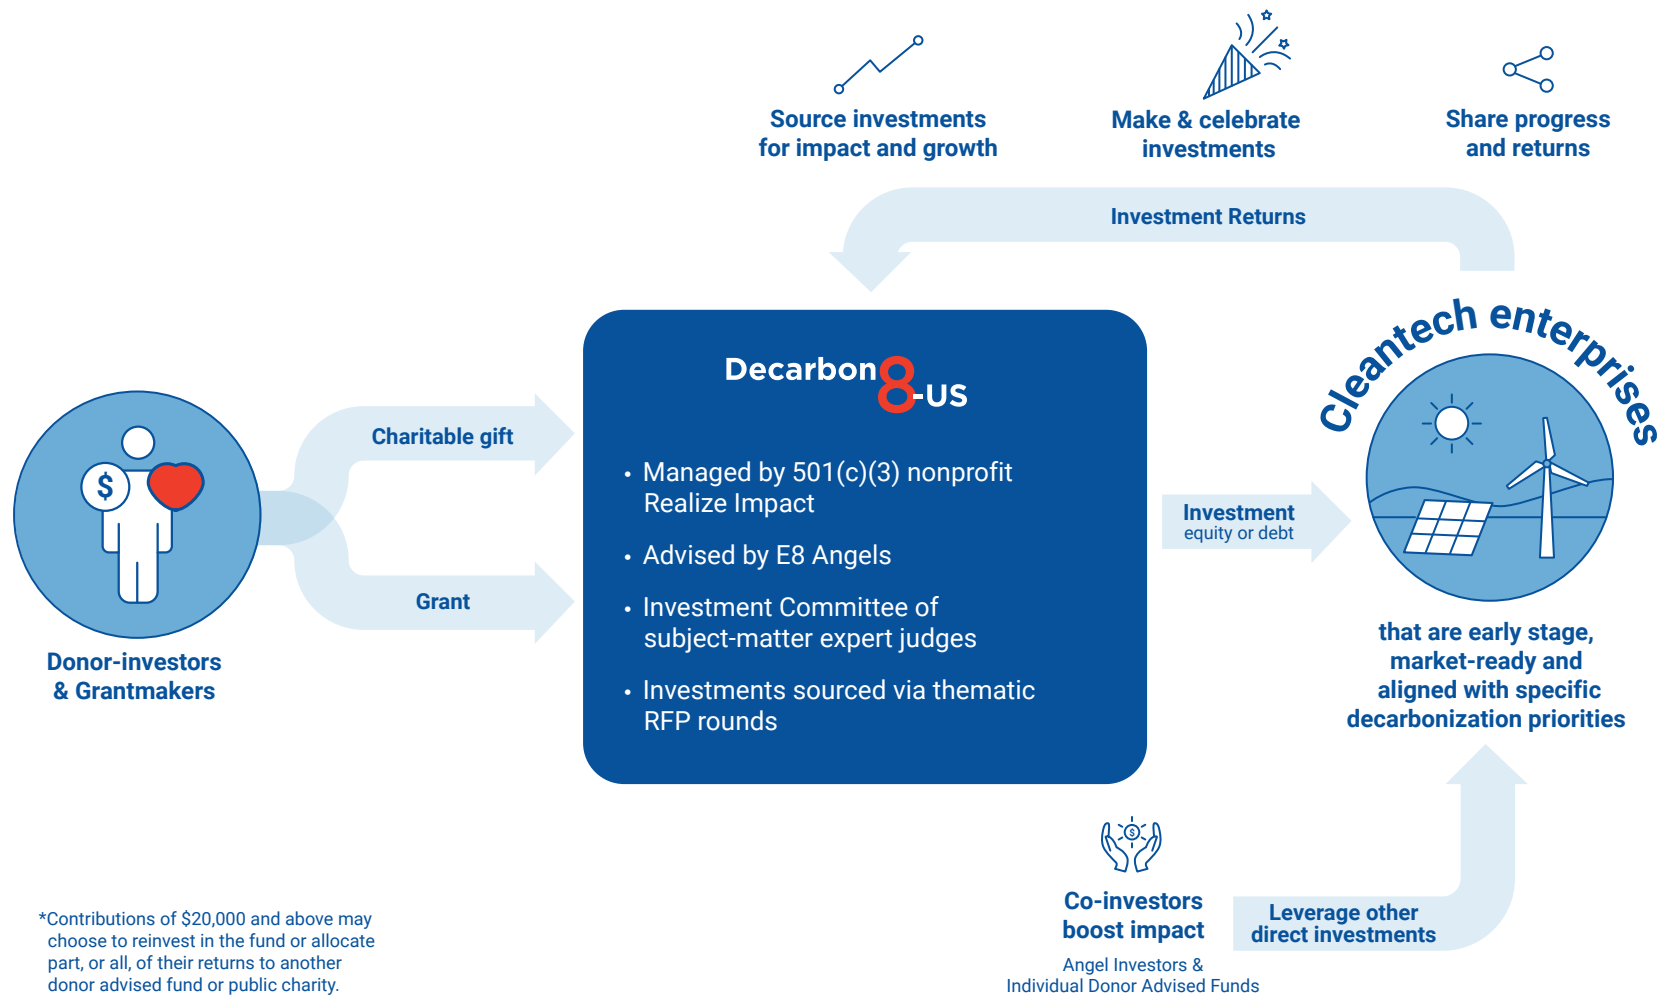 Source investments
for impact and growth
Make & celebrate
investments
Share progress
and returns
Investment Returns
Decarbon8-US
• Managed by 501(c)(3) nonprofit
Realize Impact
• Advised by E8 Angels
• Investment Committee of
subject-matter expert judges
• Investments sourced via thematic
RFP rounds
Charitable gift
Grant
$
Donor-investors
& Grantmakers
Investment
equity or debt
Cleantech enterprises
that are early stage,
market-ready and
aligned with specific
decarbonization priorities
$
Co-investors
boost impact
Angel Investors &
Individual Donor Advised Funds
Leverage other
direct investments
*Contributions of $20,000 and above may
choose to reinvest in the fund or allocate
part, or all, of their returns to another
donor advised fund or public charity.